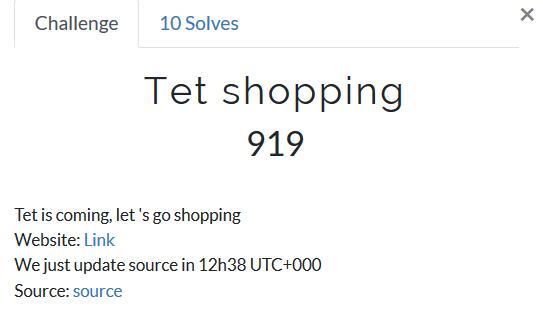 Challenge
10 Solves
×
Tet shopping
919
Tet is coming, let 's go shopping
Website: Link
We just update source in 12h38 UTC+000
Source: source